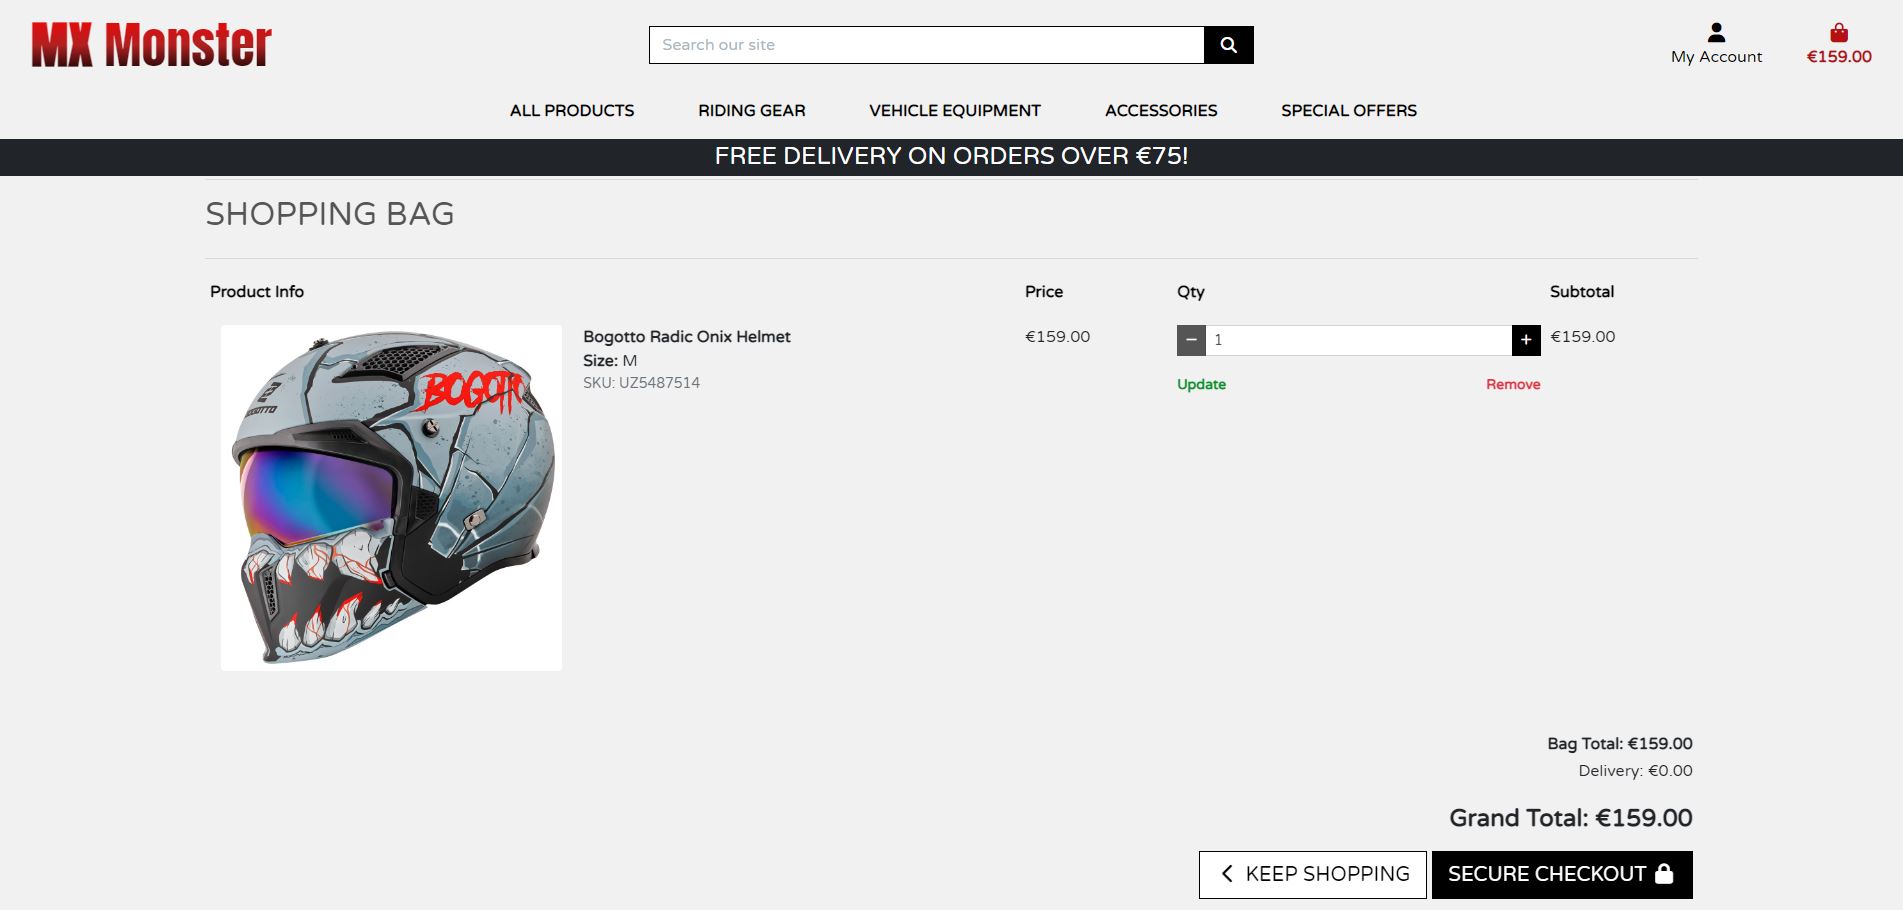 MX Monster
Search our site
My Account
€159.00
ALL PRODUCTS RIDING GEAR VEHICLE EQUIPMENT ACCESSORIES SPECIAL OFFERS
FREE DELIVERY ON ORDERS OVER €75!
SHOPPING BAG
Product Info Price Qty Subtotal
Bogotto Radic Onix Helmet €159.00 1 €159.00
Size: M
SKU: UZ5487514
Update Remove
BOGOTTO
BOGOTTO
Bag Total: €159.00
Delivery: €0.00
Grand Total: €159.00
KEEP SHOPPING SECURE CHECKOUT